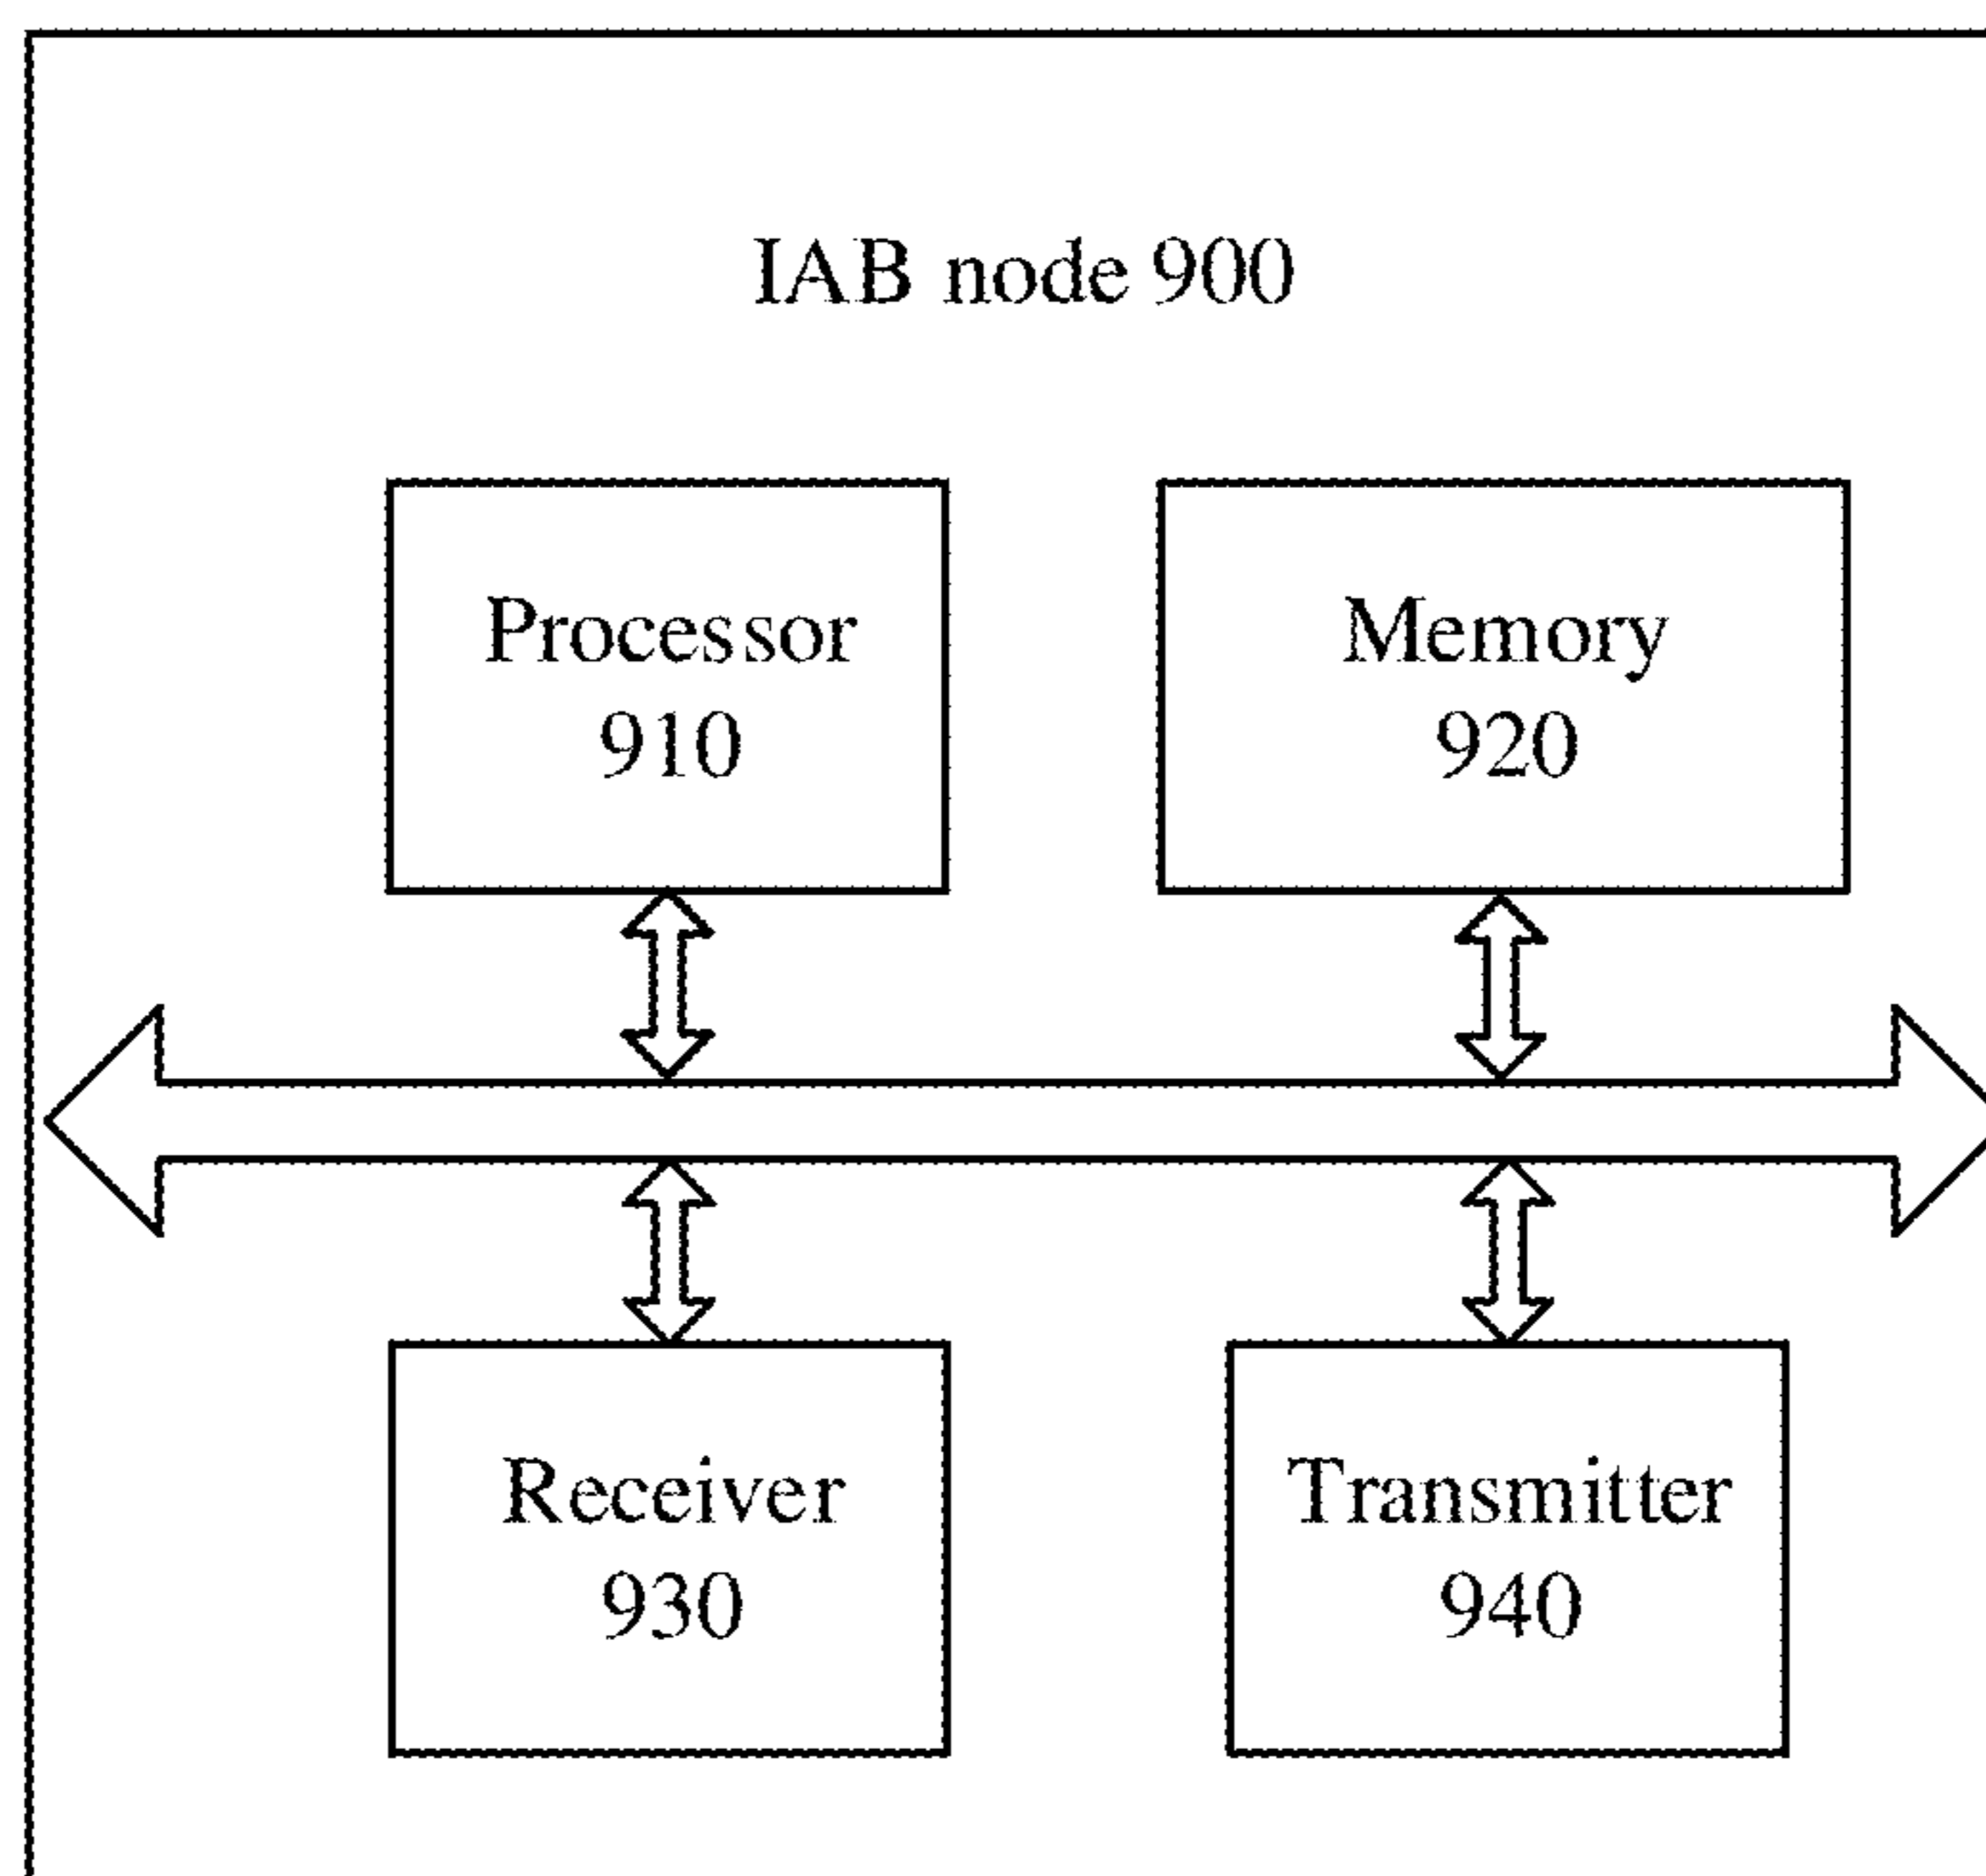 IAB node 900
Processor
910
Memory
920
Receiver
930
Transmitter
940